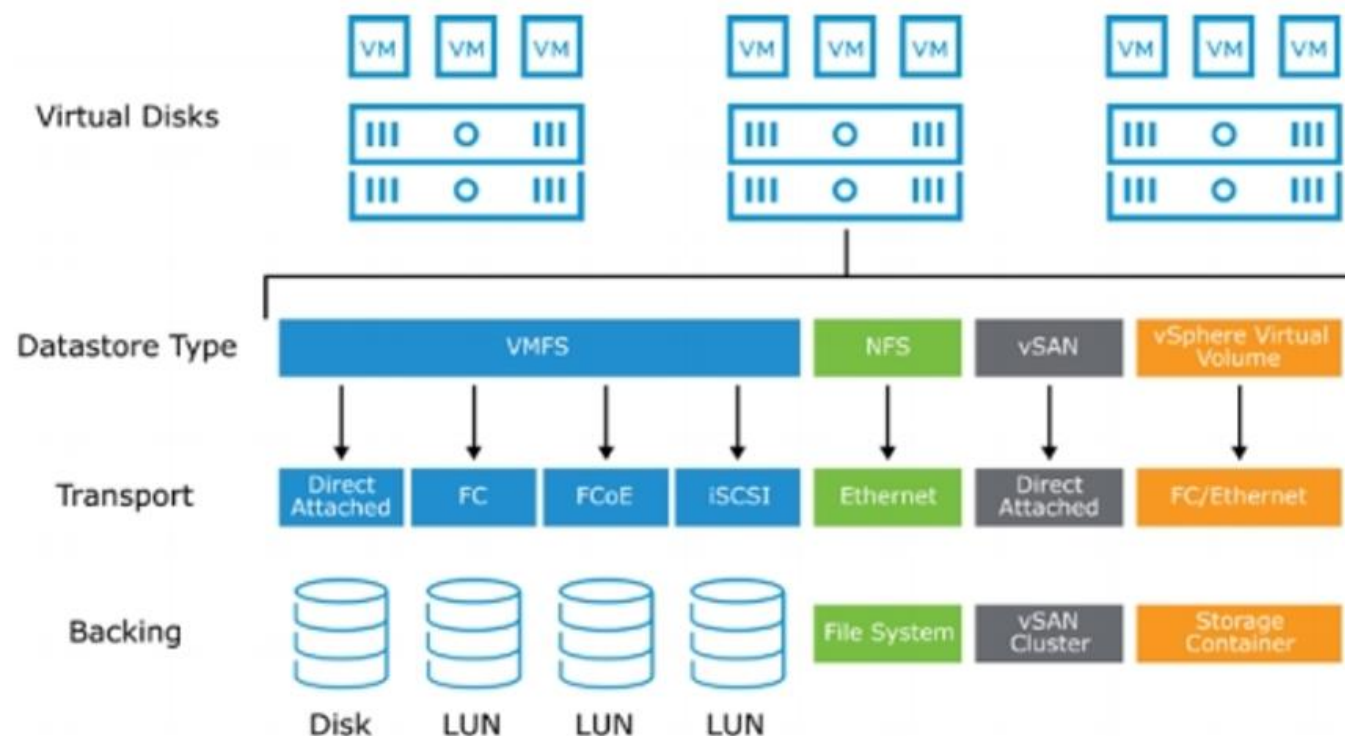 VM VM VM VM VM VM VM VM VM
Virtual Disks
Datastore Type
VMFS
NFS
vSAN
vSphere Virtual
Volume
Transport
Direct
Attached
FC
FCoE
iSCSI
Ethernet
Direct
Attached
FC/Ethernet
Backing
File System
vSAN
Cluster
Storage
Container
Disk LUN LUN LUN